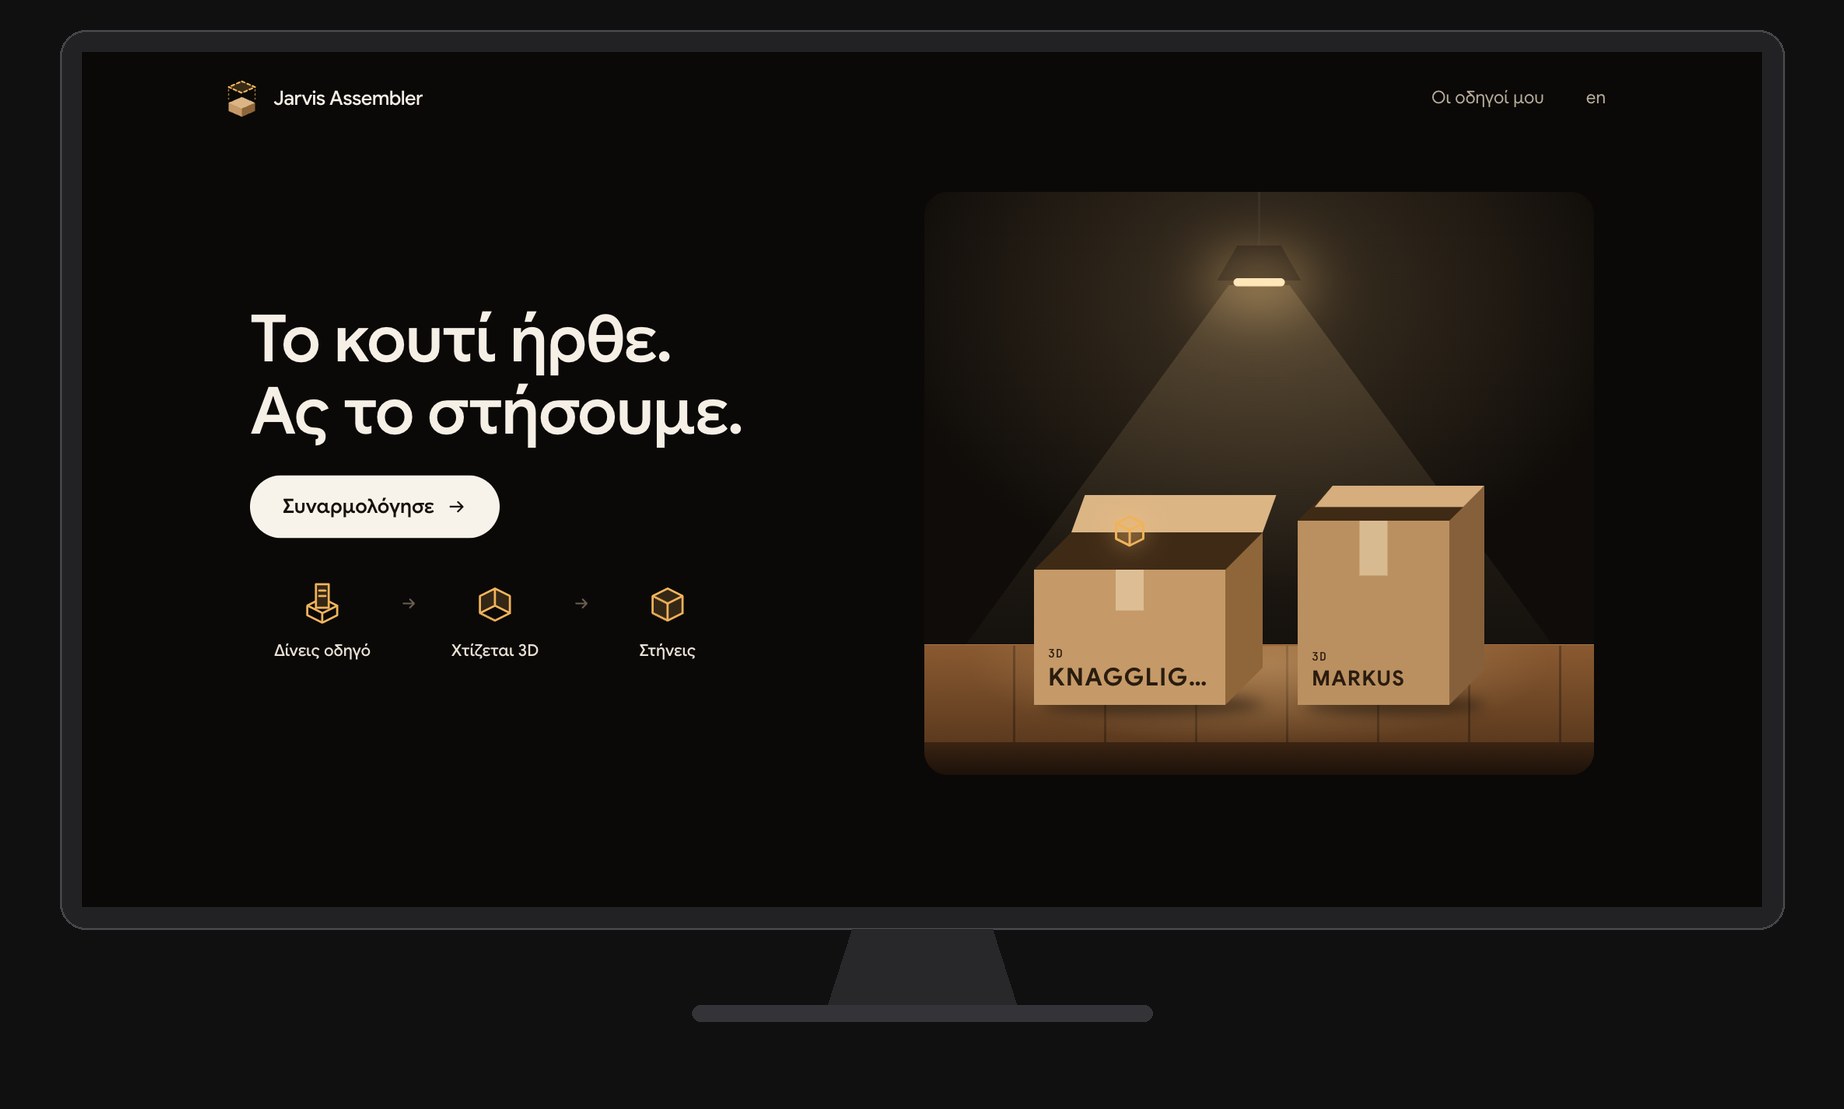 Jarvis Assembler
Οι οδηγοί μου
en
Το κουτί ήρθε.
Ας το στήσουμε.
Συναρμολόγησε →
Δίνεις οδηγό
Χτίζεται 3D
Στήνεις
3D
KNAGGLIG...
3D
MARKUS